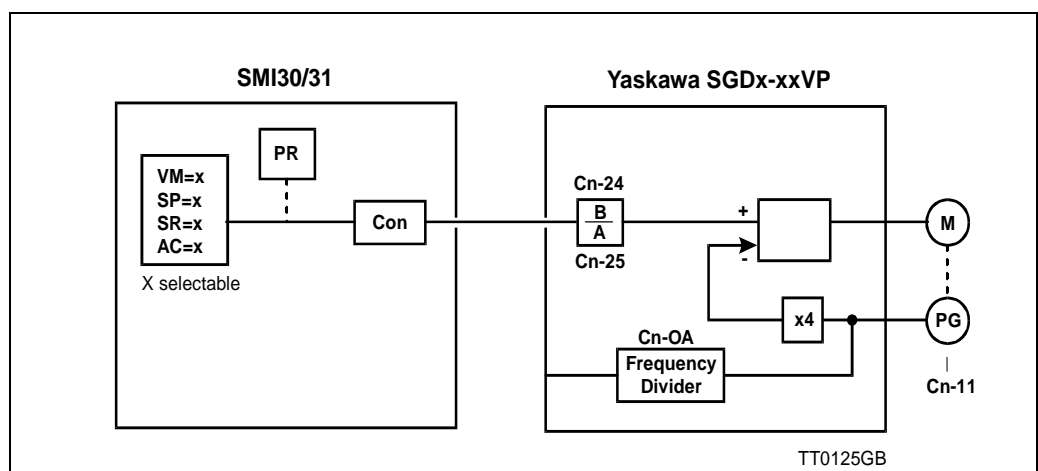 SMI30/31
Yaskawa SGDx-xxVP
VM=x
SP=x
SR=x
AC=x
X selectable
PR
Con
Cn-24
B
A
Cn-25
+
-
M
x4
PG
Cn-OA
Frequency
Divider
Cn-11
TT0125GB